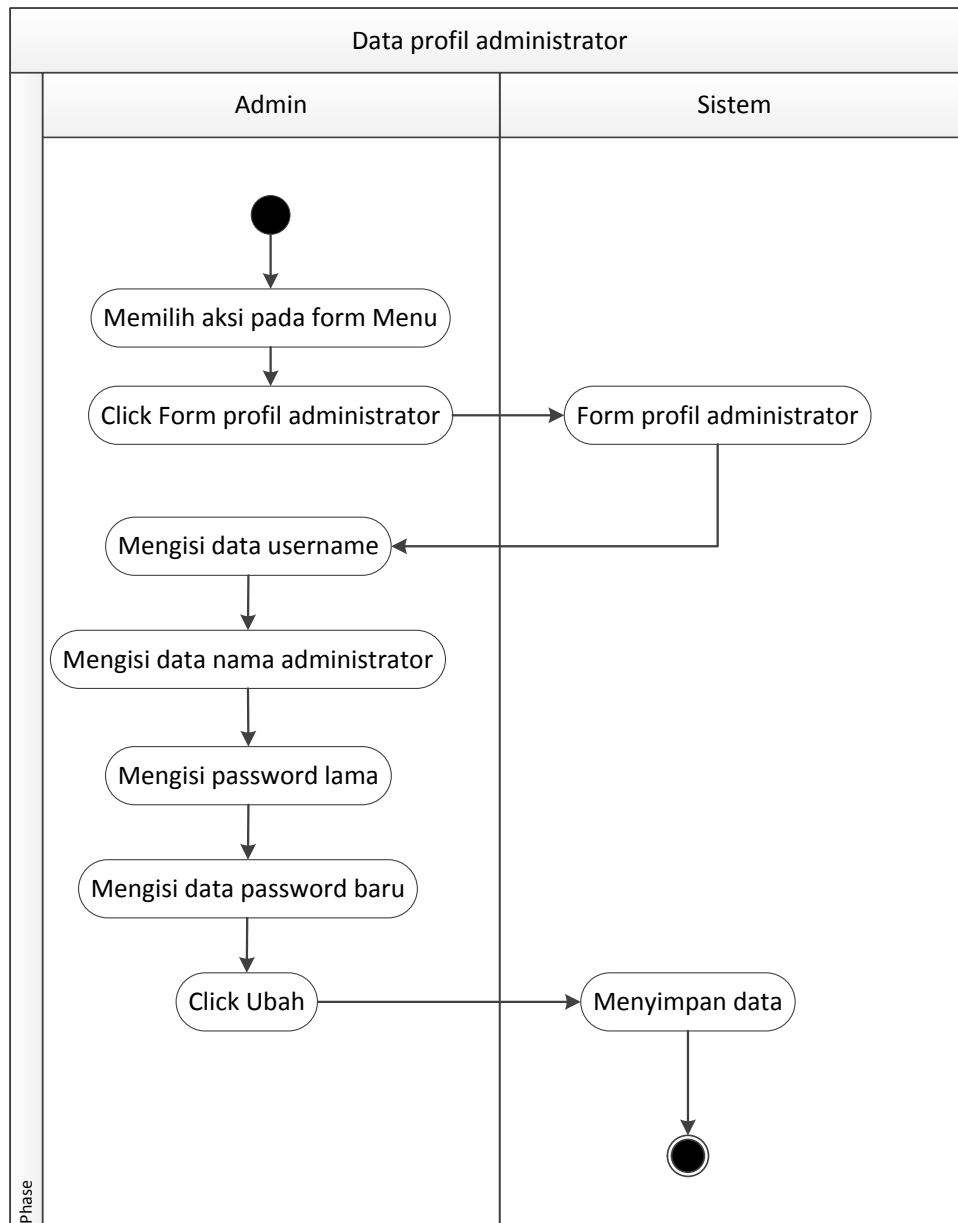 Data profil administrator
Admin
Sistem
Memilih aksi pada form Menu
Click Form profil administrator
Form profil administrator
Mengisi data username
Mengisi data nama administrator
Mengisi password lama
Mengisi data password baru
Click Ubah
Menyimpan data
Phase